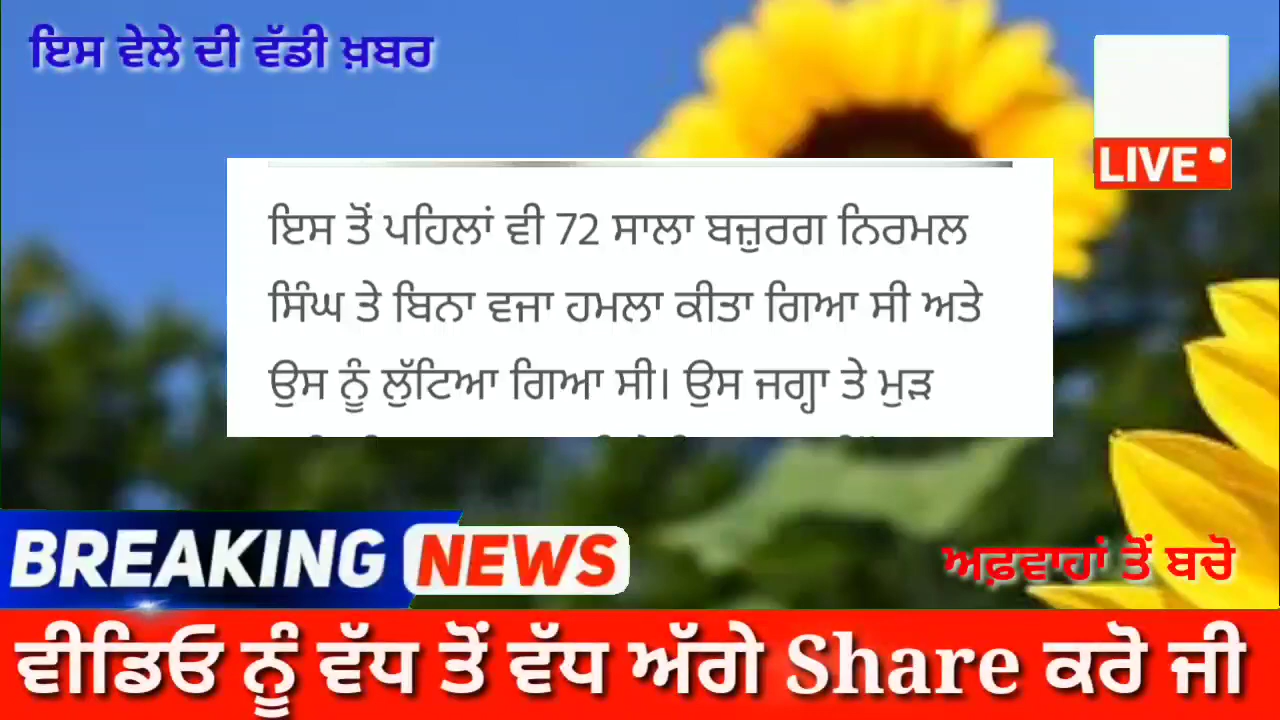 ਇਸ ਵੇਲੇ ਦੀ ਵੱਡੀ ਖ਼ਬਰ
LIVE
ਇਸ ਤੋਂ ਪਹਿਲਾਂ ਵੀ 72 ਸਾਲਾ ਬਜ਼ੁਰਗ ਨਿਰਮਲ
ਸਿੰਘ ਤੇ ਬਿਨਾ ਵਜਾ ਹਮਲਾ ਕੀਤਾ ਗਿਆ ਸੀ ਅਤੇ
ਉਸ ਨੂੰ ਲੁੱਟਿਆ ਗਿਆ ਸੀ। ਉਸ ਜਗ੍ਹਾ ਤੇ ਮੁੜ
BREAKING NEWS
ਅਫ਼ਵਾਹਾਂ ਤੋਂ ਬਚੋ
ਵੀਡਿਓ ਨੂੰ ਵੱਧ ਤੋਂ ਵੱਧ ਅੱਗੇ Share ਕਰੋ ਜੀ